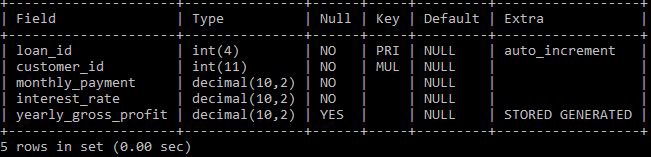 +--------------------+---------------+------+-----+---------+------------------+
| Field              | Type          | Null | Key | Default | Extra            |
+--------------------+---------------+------+-----+---------+------------------+
| loan_id            | int(4)        | NO   | PRI | NULL    | auto_increment   |
| customer_id        | int(11)       | NO   | MUL | NULL    |                  |
| monthly_payment    | decimal(10,2) | NO   |     | NULL    |                  |
| interest_rate      | decimal(10,2) | NO   |     | NULL    |                  |
| yearly_gross_profit | decimal(10,2) | YES  |     | NULL    | STORED GENERATED |
+--------------------+---------------+------+-----+---------+------------------+
5 rows in set (0.00 sec)